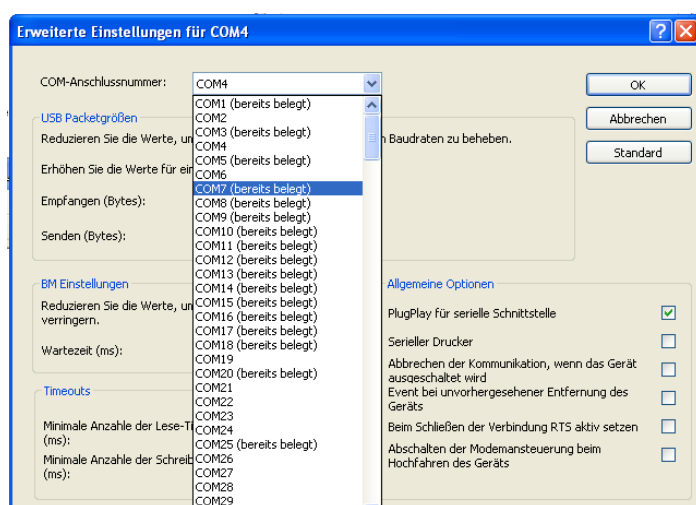 Erweiterte Einstellungen für COM4
COM-Anschlussnummer:
COM4
OK
Abbrechen
Standard
COM1 (bereits belegt)
COM2
COM3 (bereits belegt)
COM4
COM5 (bereits belegt)
COM6
COM7 (bereits belegt)
COM8 (bereits belegt)
COM9 (bereits belegt)
COM10 (bereits belegt)
COM11 (bereits belegt)
COM12 (bereits belegt)
COM13 (bereits belegt)
COM14 (bereits belegt)
COM15 (bereits belegt)
COM16 (bereits belegt)
COM17 (bereits belegt)
COM18 (bereits belegt)
COM19
COM20 (bereits belegt)
COM21
COM22
COM23
COM24
COM25 (bereits belegt)
COM26
COM27
COM28
COM29
USB Packetgrößen
Reduzieren Sie die Werte, un
n Baudraten zu beheben.
Erhöhen Sie die Werte für ein
Empfangen (Bytes):
Senden (Bytes):
BM Einstellungen
Reduzieren Sie die Werte, un
verringern.
Wartezeit (ms):
Timeouts
Minimale Anzahle der Lese-Ti
(ms):
Minimale Anzahle der Schreib
(ms):
Allgemeine Optionen
PlugPlay für serielle Schnittstelle
Serieller Drucker
Abbrechen der Kommunikation, wenn das Gerät
ausgeschaltet wird
Event bei unvorhergesehener Entfernung des
Geräts
Beim Schließen der Verbindung RTS aktiv setzen
Abschalten der Modemansteuerung beim
Hochfahren des Geräts